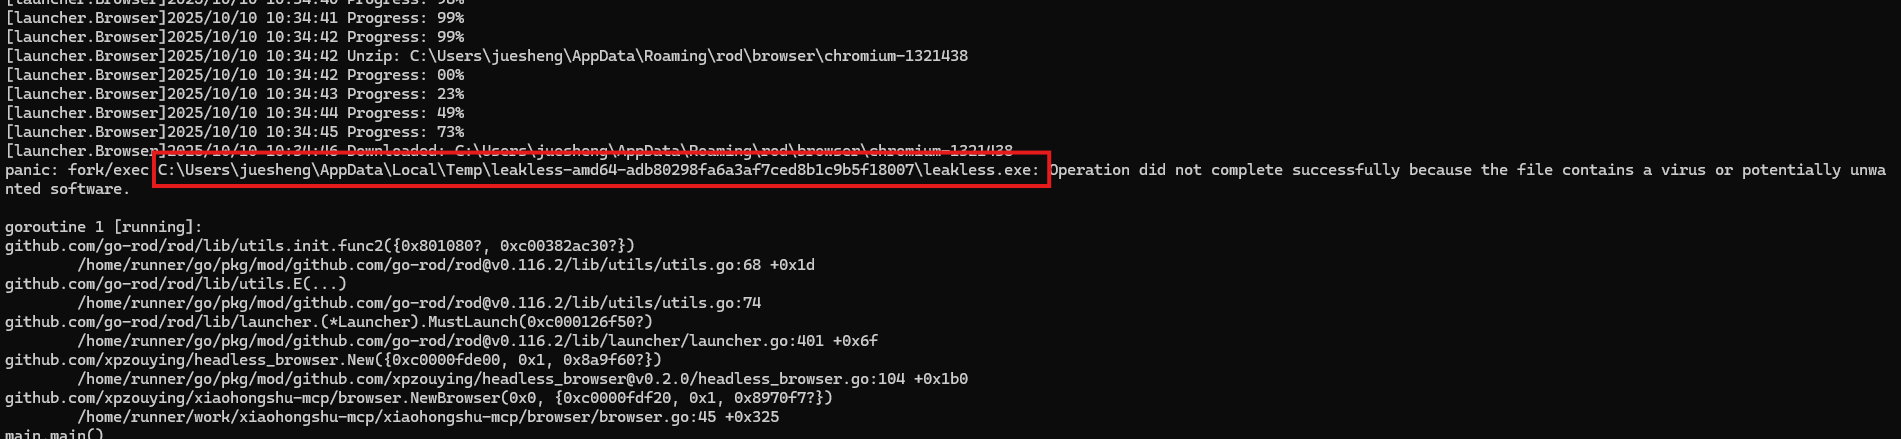 [launcher.Browser]2025/10/10 10:34:40 Progress: 98%
[launcher.Browser]2025/10/10 10:34:41 Progress: 99%
[launcher.Browser]2025/10/10 10:34:42 Progress: 99%
[launcher.Browser]2025/10/10 10:34:42 Unzip: C:\Users\juesheng\AppData\Roaming\rod\browser\chromium-1321438
[launcher.Browser]2025/10/10 10:34:42 Progress: 00%
[launcher.Browser]2025/10/10 10:34:43 Progress: 23%
[launcher.Browser]2025/10/10 10:34:44 Progress: 49%
[launcher.Browser]2025/10/10 10:34:45 Progress: 73%
[launcher.Browser]2025/10/10 10:34:46 Downloaded: C:\Users\juesheng\AppData\Roaming\rod\browser\chromium-1321438
panic: fork/exec C:\Users\juesheng\AppData\Local\Temp\leakless-amd64-adb80298fa6a3af7ced8b1c9b5f18007\leakless.exe: Operation did not complete successfully because the file contains a virus or potentially unwa
nted software.
goroutine 1 [running]:
github.com/go-rod/rod/lib/utils.init.func2({0x801080?, 0xc00382ac30?})
/home/runner/go/pkg/mod/github.com/go-rod/rod@v0.116.2/lib/utils/utils.go:68 +0x1d
github.com/go-rod/rod/lib/utils.E(...)
/home/runner/go/pkg/mod/github.com/go-rod/rod@v0.116.2/lib/utils/utils.go:74
github.com/go-rod/rod/lib/launcher.(*Launcher).MustLaunch(0xc000126f50?)
/home/runner/go/pkg/mod/github.com/go-rod/rod@v0.116.2/lib/launcher/launcher.go:401 +0x6f
github.com/xpzouying/headless_browser.New({0xc0000fde00, 0x1, 0x8a9f60?})
/home/runner/go/pkg/mod/github.com/xpzouying/headless_browser@v0.2.0/headless_browser.go:104 +0x1b0
github.com/xpzouying/xiaohongshu-mcp/browser.NewBrowser(0x0, {0xc0000fdf20, 0x1, 0x8970f7?})
/home/runner/work/xiaohongshu-mcp/xiaohongshu-mcp/browser/browser.go:45 +0x325
main.main()